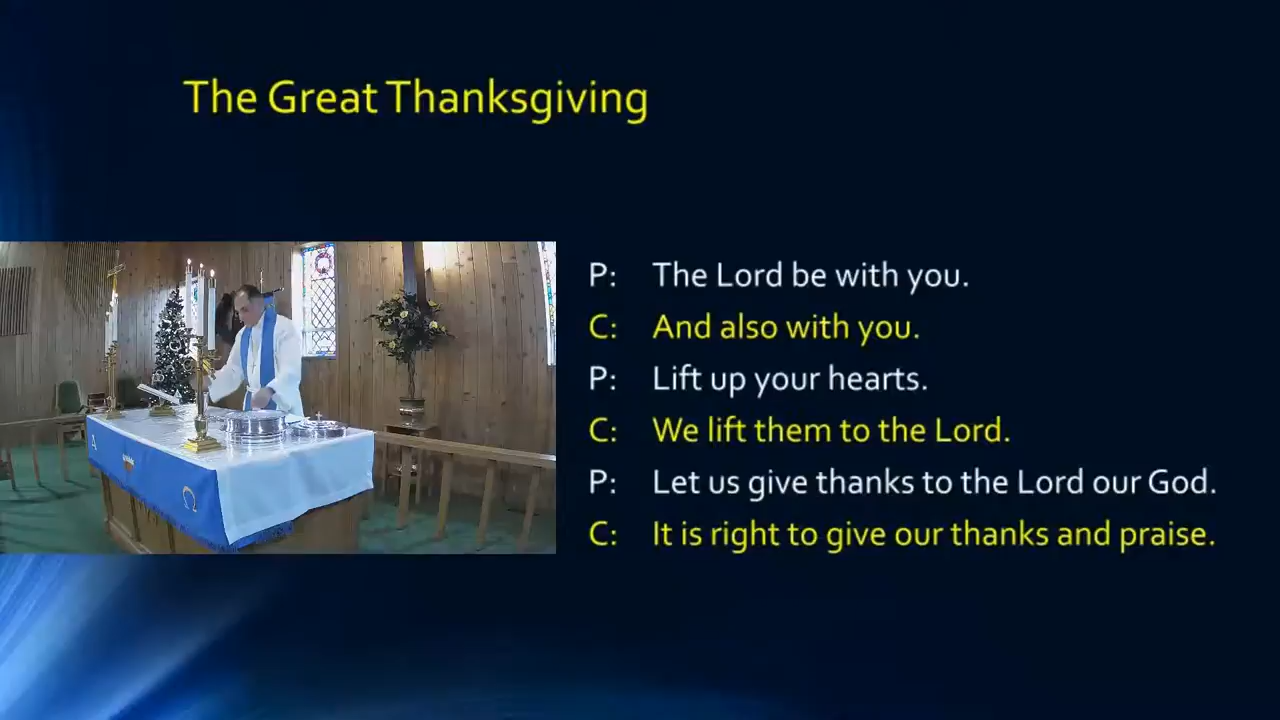 The Great Thanksgiving
P: The Lord be with you.
C: And also with you.
P: Lift up your hearts.
C: We lift them to the Lord.
P: Let us give thanks to the Lord our God.
C: It is right to give our thanks and praise.
Α
Ω